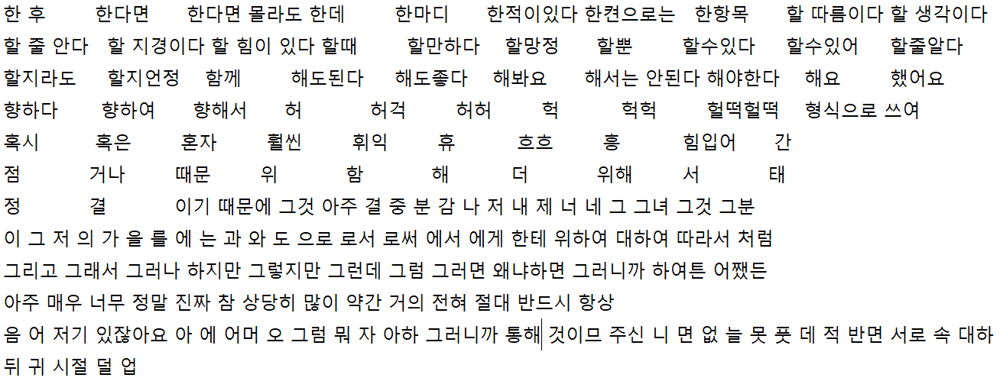 한 후 한다면 한다면 몰라도 한데 한마디 한적이있다 한켠으로는 한항목 할 따름이다 할 생각이다
할 줄 안다 할 지경이다 할 힘이 있다 할때 할만하다 할망정 할뿐 할수있다 할수있어 할줄알다
할지라도 할지언정 함께 해도된다 해도좋다 해봐요 해서는 안된다 해야한다 해요 했어요
향하다 향하여 향해서 허 허걱 허허 헉 헉헉 헐떡헐떡 형식으로 쓰여
혹시 혹은 혼자 훨씬 휘익 휴 흐흐 흥 힘입어 간
점 거나 때문 위 함 해 더 위해 서 태
정 결 이기 때문에 그것 아주 결 중 분 감 나 저 내 제 너 네 그 그녀 그것 그분
이 그 저 의 가 을 를 에 는 과 와 도 으로 로서 로써 에서 에게 한테 위하여 대하여 따라서 처럼
그리고 그래서 그러나 하지만 그렇지만 그런데 그럼 그러면 왜냐하면 그러니까 하여튼 어쨌든
아주 매우 너무 정말 진짜 참 상당히 많이 약간 거의 전혀 절대 반드시 항상
음 어 저기 있잖아요 아 에 어머 오 그럼 뭐 자 아하 그러니까 통해 것이므 주신 니 면 없 늘 못 풋 데 적 반면 서로 속 대하
뒤 귀 시절 덜 업